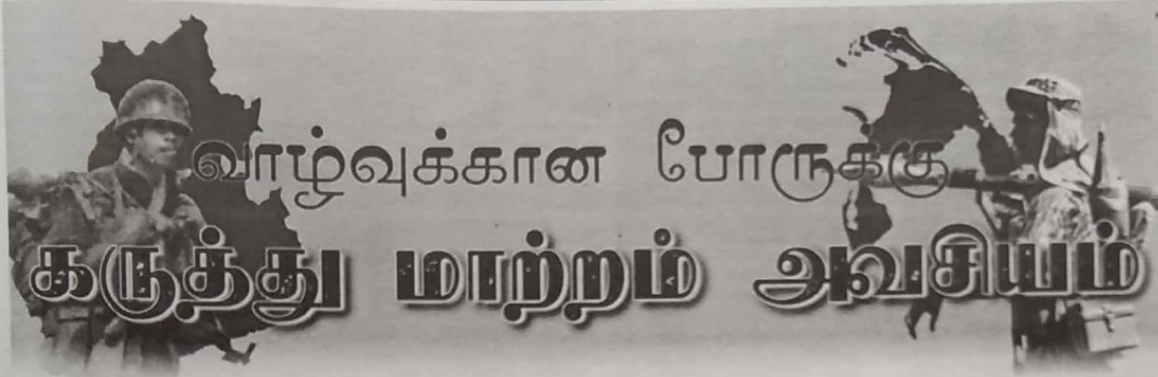 வாழ்வுக்கான போருக்கு
கருத்து மாற்றம் அவசியம்